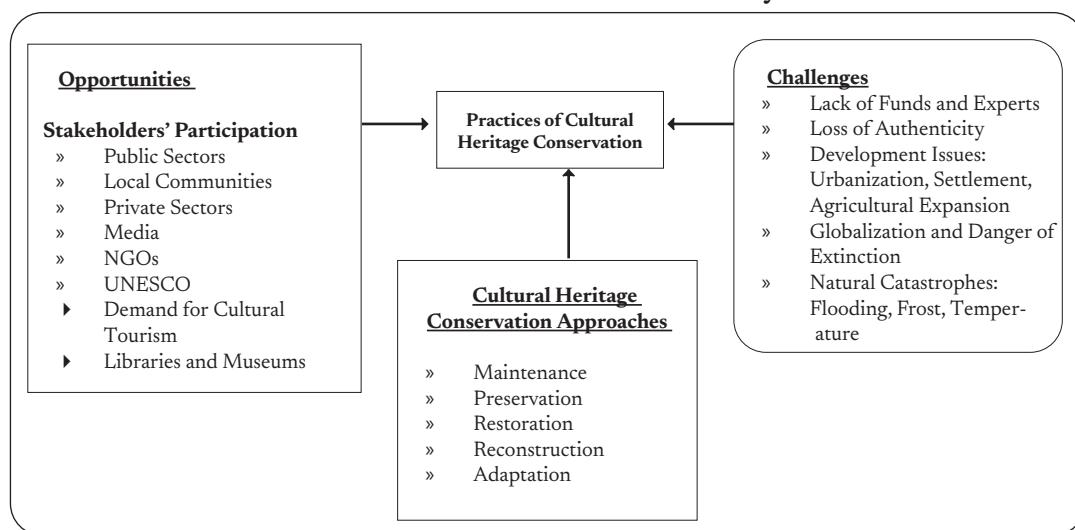 Opportunities
Stakeholders’ Participation
» Public Sectors
» Local Communities
» Private Sectors
» Media
» NGOs
» UNESCO
▶ Demand for Cultural
Tourism
▶ Libraries and Museums
Practices of Cultural
Heritage Conservation
Cultural Heritage
Conservation Approaches
» Maintenance
» Preservation
» Restoration
» Reconstruction
» Adaptation
Challenges
» Lack of Funds and Experts
» Loss of Authenticity
» Development Issues:
Urbanization, Settlement,
Agricultural Expansion
» Globalization and Danger of
Extinction
» Natural Catastrophes:
Flooding, Frost, Temper-
ature